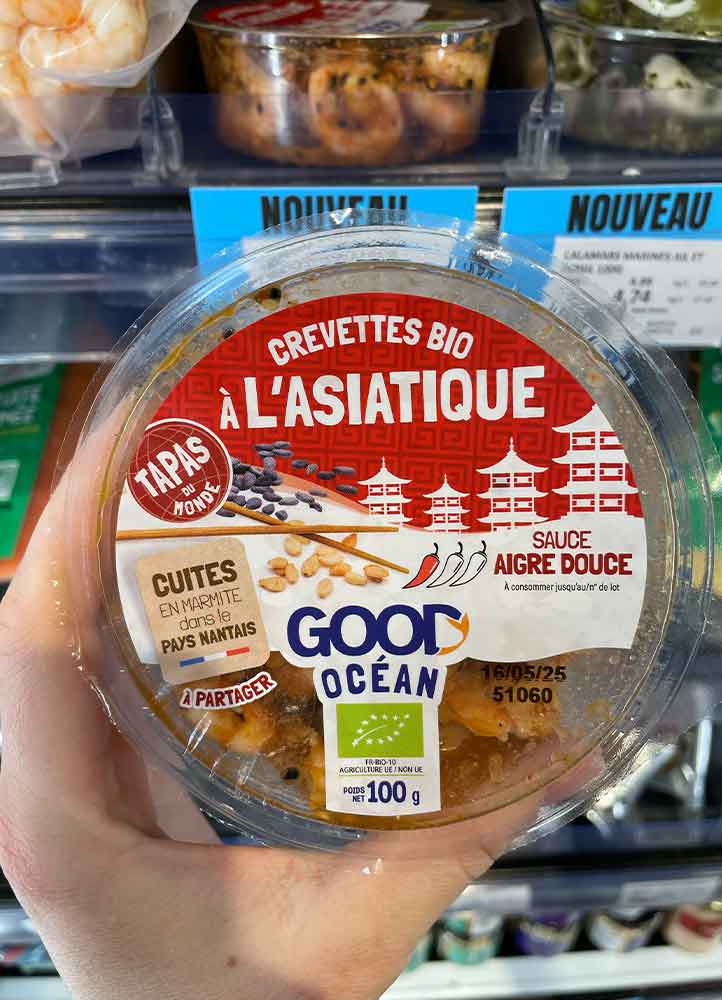 NOUVEAU
NOUVEAU
CALAMARS MARINES AIL ET
4,74
CREVETTES BIO
À L'ASIATIQUE
TAPAS
DU
MONDE
SAUCE
AIGRE DOUCE
À consommer jusqu'au/n° de lot
CUITES
EN MARMITE
dans le
PAYS NANTAIS
À PARTAGER
GOOD
OCÉAN
16/05/25
51060
FR-BIO-10
AGRICULTURE UE / NON UE
POIDS
NET 100 g